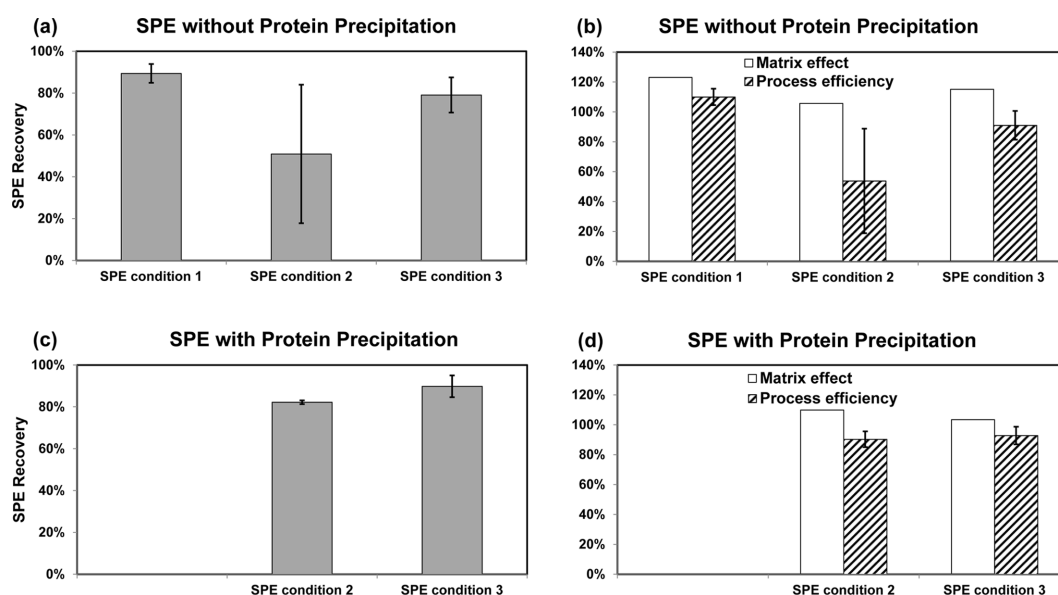 (a)
SPE without Protein Precipitation
100%
80%
60%
40%
20%
0%
SPE Recovery
SPE condition 1
SPE condition 2
SPE condition 3
(b)
SPE without Protein Precipitation
140%
120%
100%
80%
60%
40%
20%
0%
Matrix effect
Process efficiency
SPE condition 1
SPE condition 2
SPE condition 3
(c)
SPE with Protein Precipitation
100%
80%
60%
40%
20%
0%
SPE Recovery
SPE condition 2
SPE condition 3
(d)
SPE with Protein Precipitation
140%
120%
100%
80%
60%
40%
20%
0%
Matrix effect
Process efficiency
SPE condition 2
SPE condition 3